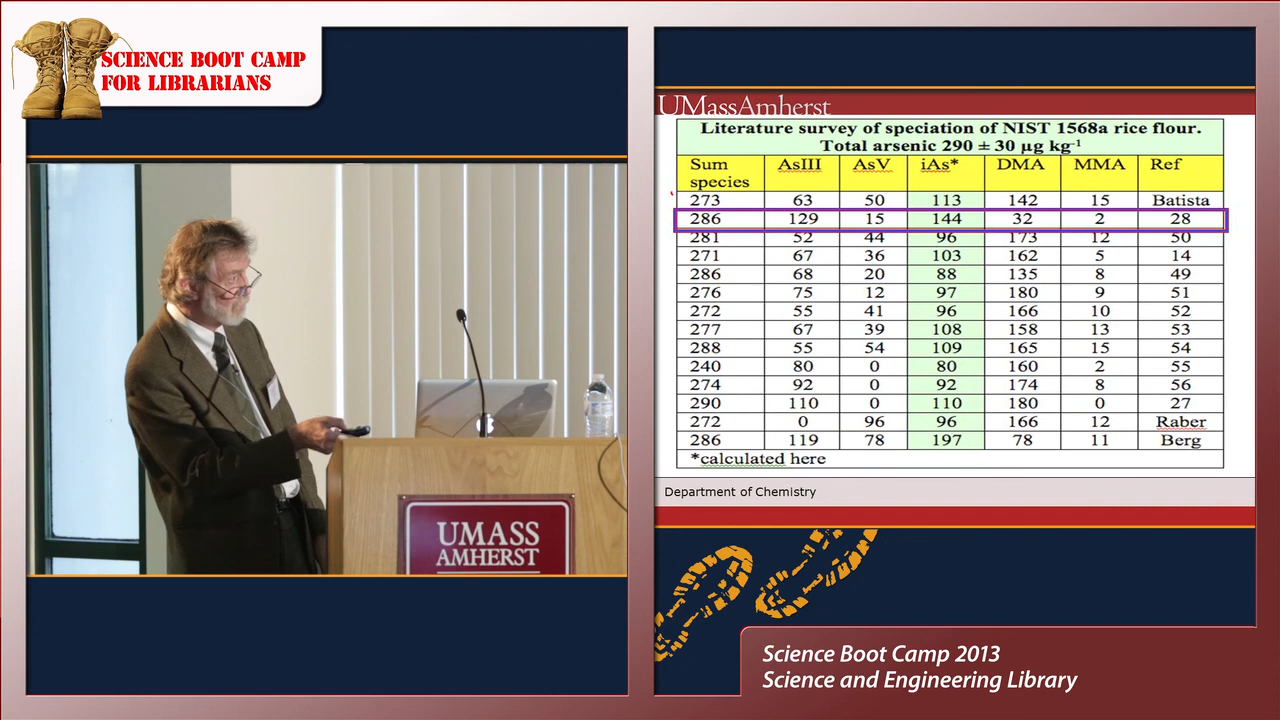 SCIENCE BOOT CAMP
FOR LIBRARIANS
UMASS
AMHERST
UMassAmherst
Literature survey of speciation of NIST 1568a rice flour.
Total arsenic 290 ± 30 µg kg⁻¹
Sum species AsIII AsV iAs* DMA MMA Ref
273 63 50 113 142 15 Batista
286 129 15 144 32 2 28
281 52 44 96 173 12 50
271 67 36 103 162 5 14
286 68 20 88 135 8 49
276 75 12 97 180 9 51
272 55 41 96 166 10 52
277 67 39 108 158 13 53
288 55 54 109 165 15 54
240 80 0 80 160 2 55
274 92 0 92 174 8 56
290 110 0 110 180 0 27
272 0 96 96 166 12 Raber
286 119 78 197 78 11 Berg
*calculated here
Department of Chemistry
Science Boot Camp 2013
Science and Engineering Library